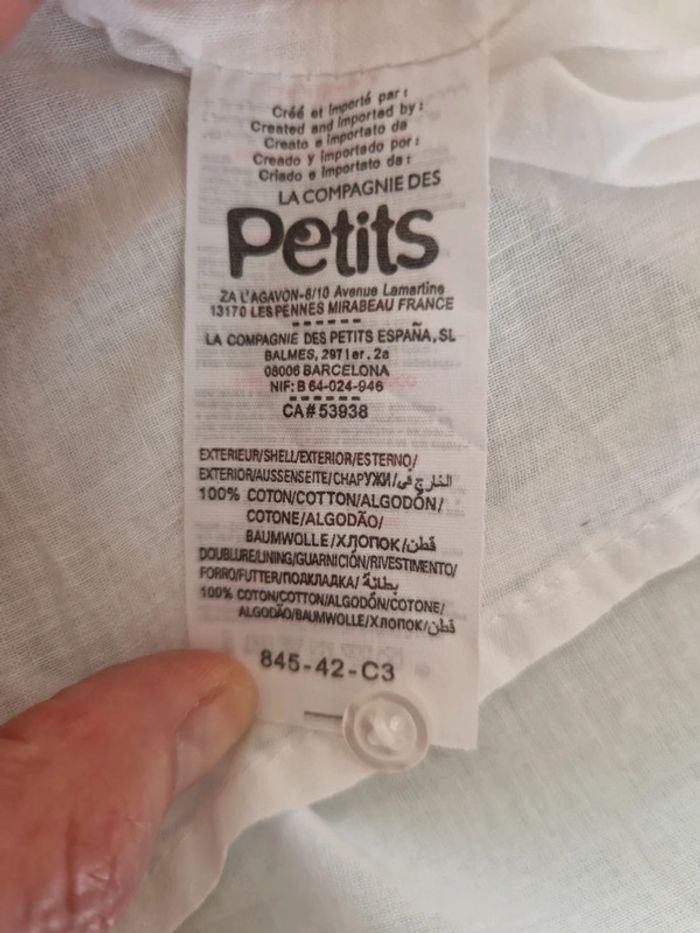 Créé et importé par :
Created and imported by :
Creato e importato da
Creado y importado por :
Criado e importato da :
LA COMPAGNIE DES
Petits
ZA L'AGAVON-8/10 Avenue Lamartine
13170 LES PENNES MIRABEAU FRANCE
LA COMPAGNIE DES PETITS ESPAÑA, SL
BALMES, 297 1er. 2a
08006 BARCELONA
NIF: B 64-024-946
CA# 53938
EXTERIEUR/SHELL/EXTERIOR/ESTERNO/
EXTERIOR/AUSSENSEITE/СНАРУЖИ/الخارج في
100% COTON/COTTON/ALGODÓN/
COTONE/ALGODÃO/
BAUMWOLLE/ХЛОПОК/قطن
DOUBLURE/LINING/GUARNICIÓN/RIVESTIMENTO/
FORRO/FUTTER/ПОДКЛАДКА/بطانة
100% COTON/COTTON/ALGODÓN/COTONE/
ALGODÃO/BAUMWOLLE/ХЛОПОК/قطن
845-42-C3